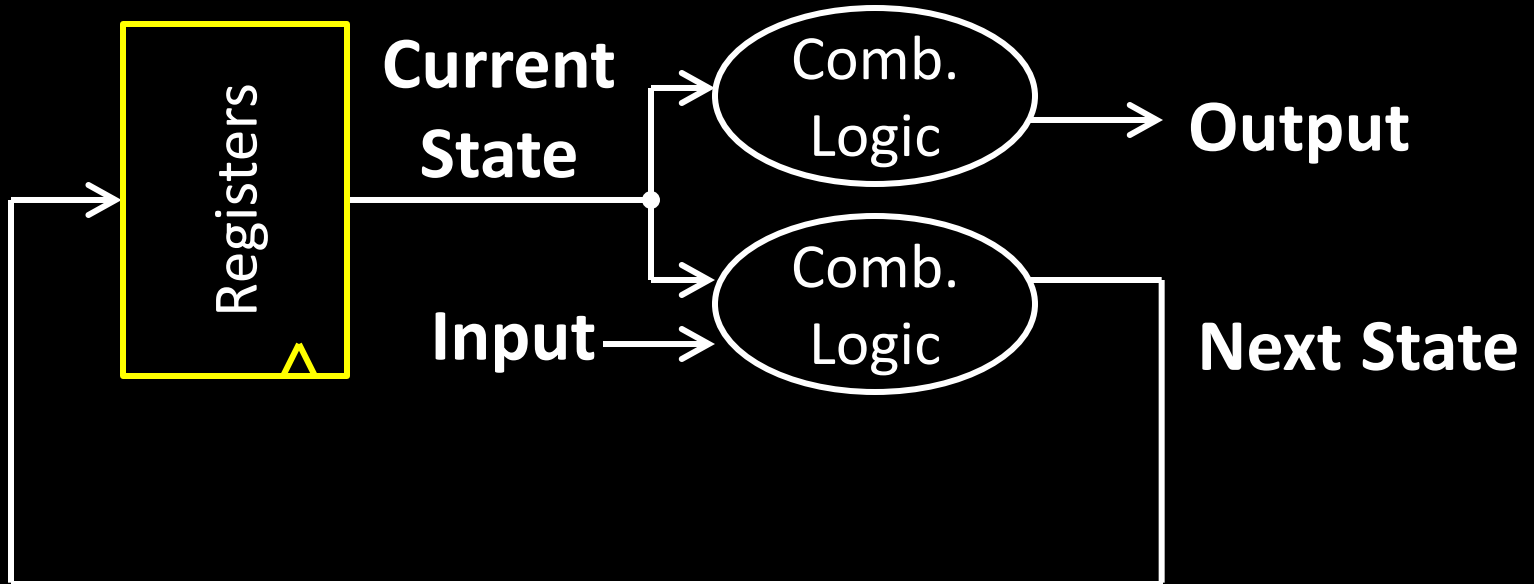 Registers
Current
State
Comb.
Logic
Output
Input
Comb.
Logic
Next State